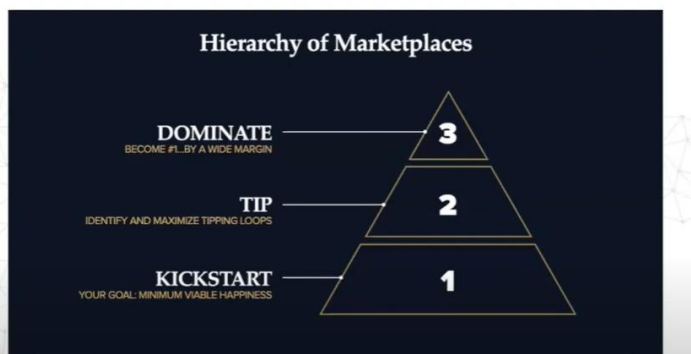 Hierarchy of Marketplaces
DOMINATE
BECOME #1...BY A WIDE MARGIN
3
TIP
IDENTIFY AND MAXIMIZE TIPPING LOOPS
2
KICKSTART
YOUR GOAL: MINIMUM VIABLE HAPPINESS
1